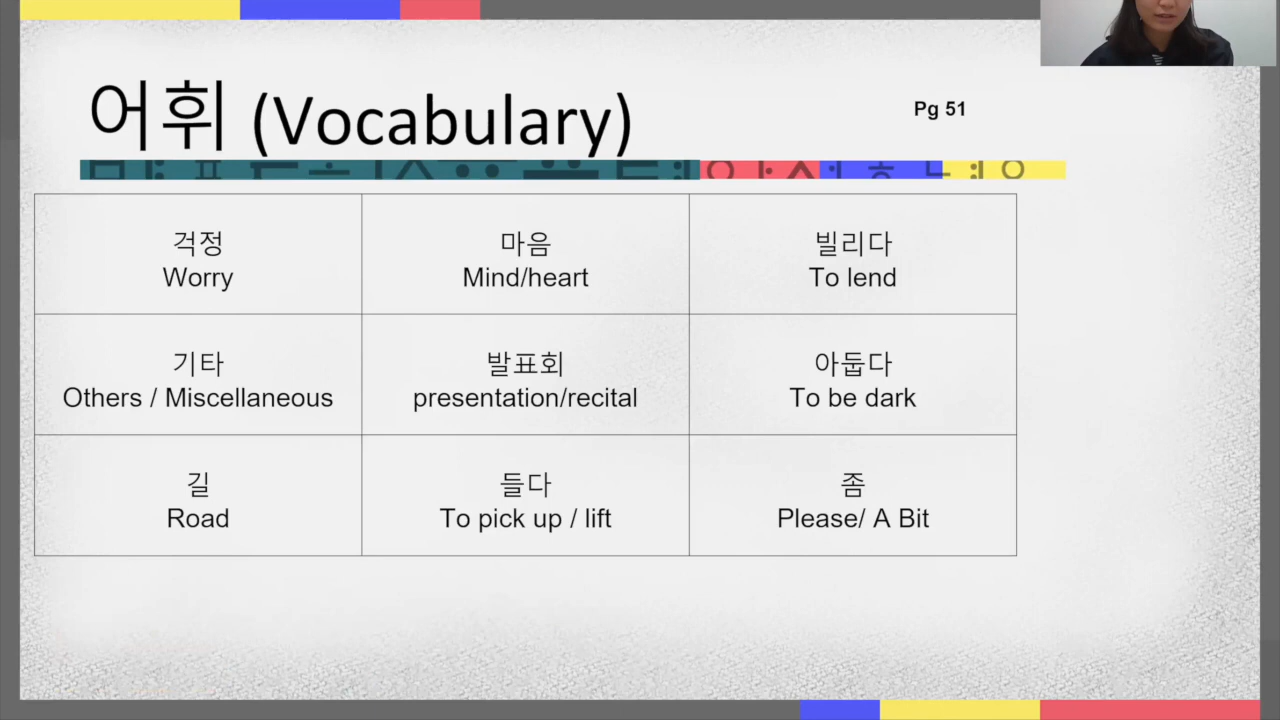 어휘 (Vocabulary)
Pg 51
걱정
Worry
마음
Mind/heart
빌리다
To lend
기타
Others / Miscellaneous
발표회
presentation/recital
아둡다
To be dark
길
Road
들다
To pick up / lift
좀
Please/ A Bit